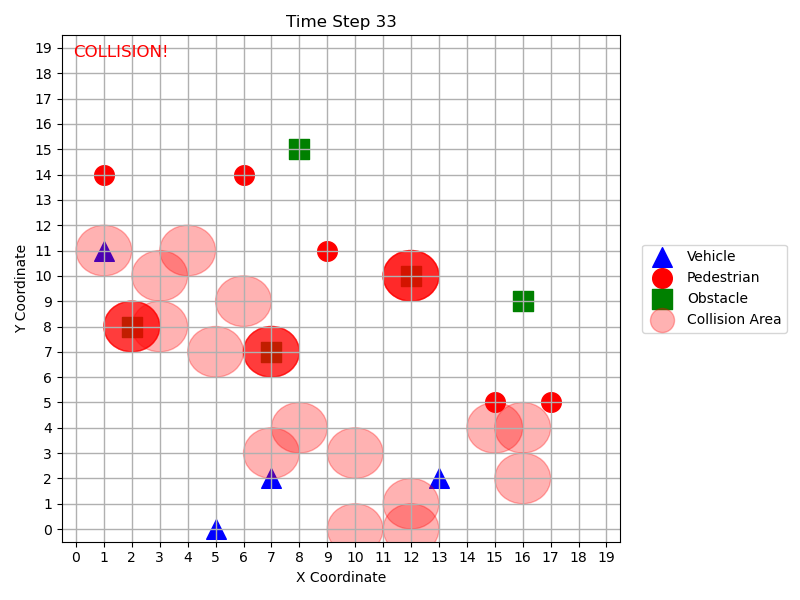 Time Step 33
COLLISION!
Y Coordinate
19
18
17
16
15
14
13
12
11
10
9
8
7
6
5
4
3
2
1
0
0 1 2 3 4 5 6 7 8 9 10 11 12 13 14 15 16 17 18 19
X Coordinate
Vehicle
Pedestrian
Obstacle
Collision Area